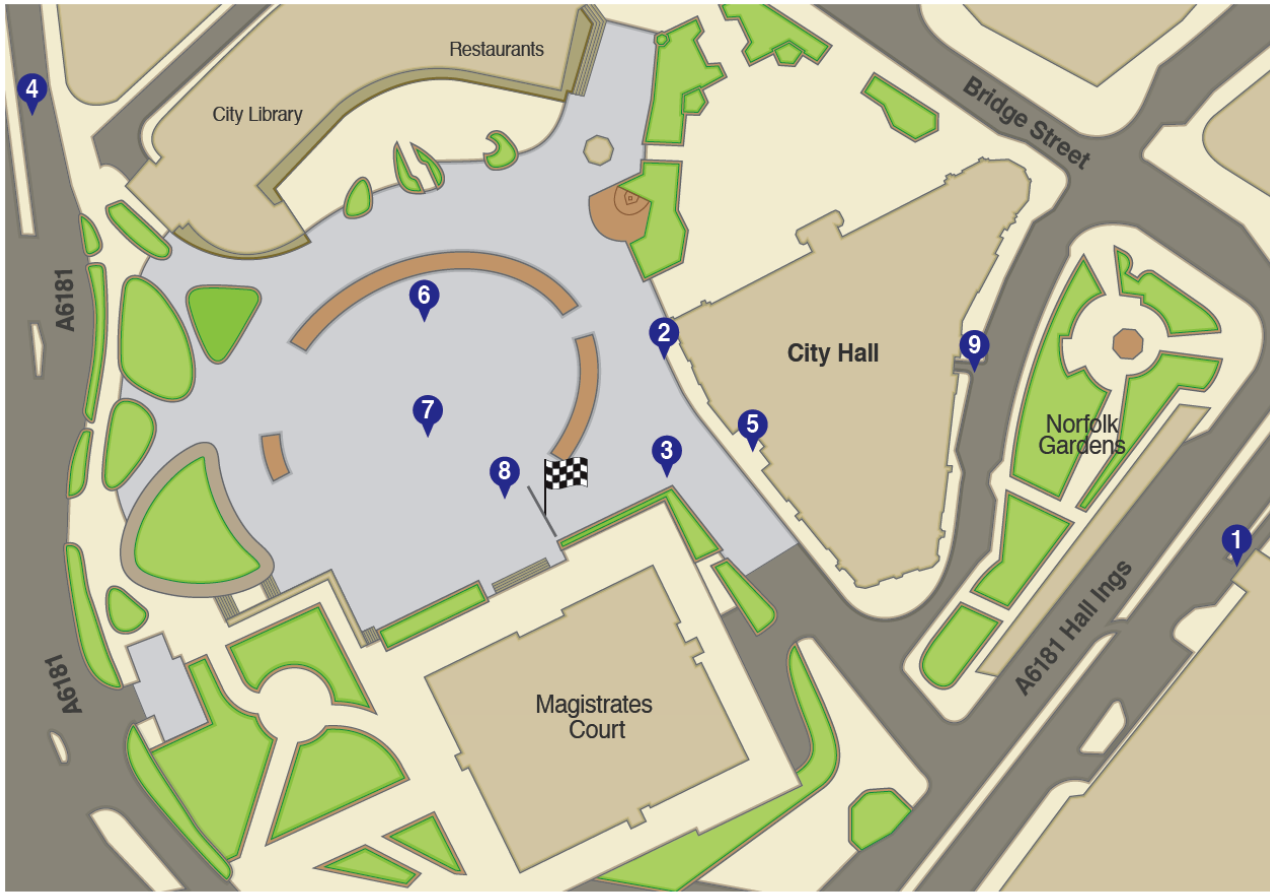 Restaurants
4
City Library
Bridge Street
A6181
6
2
City Hall
9
7
5
Norfolk
Gardens
3
8
1
A6181 Hall Ings
A6181
Magistrates
Court